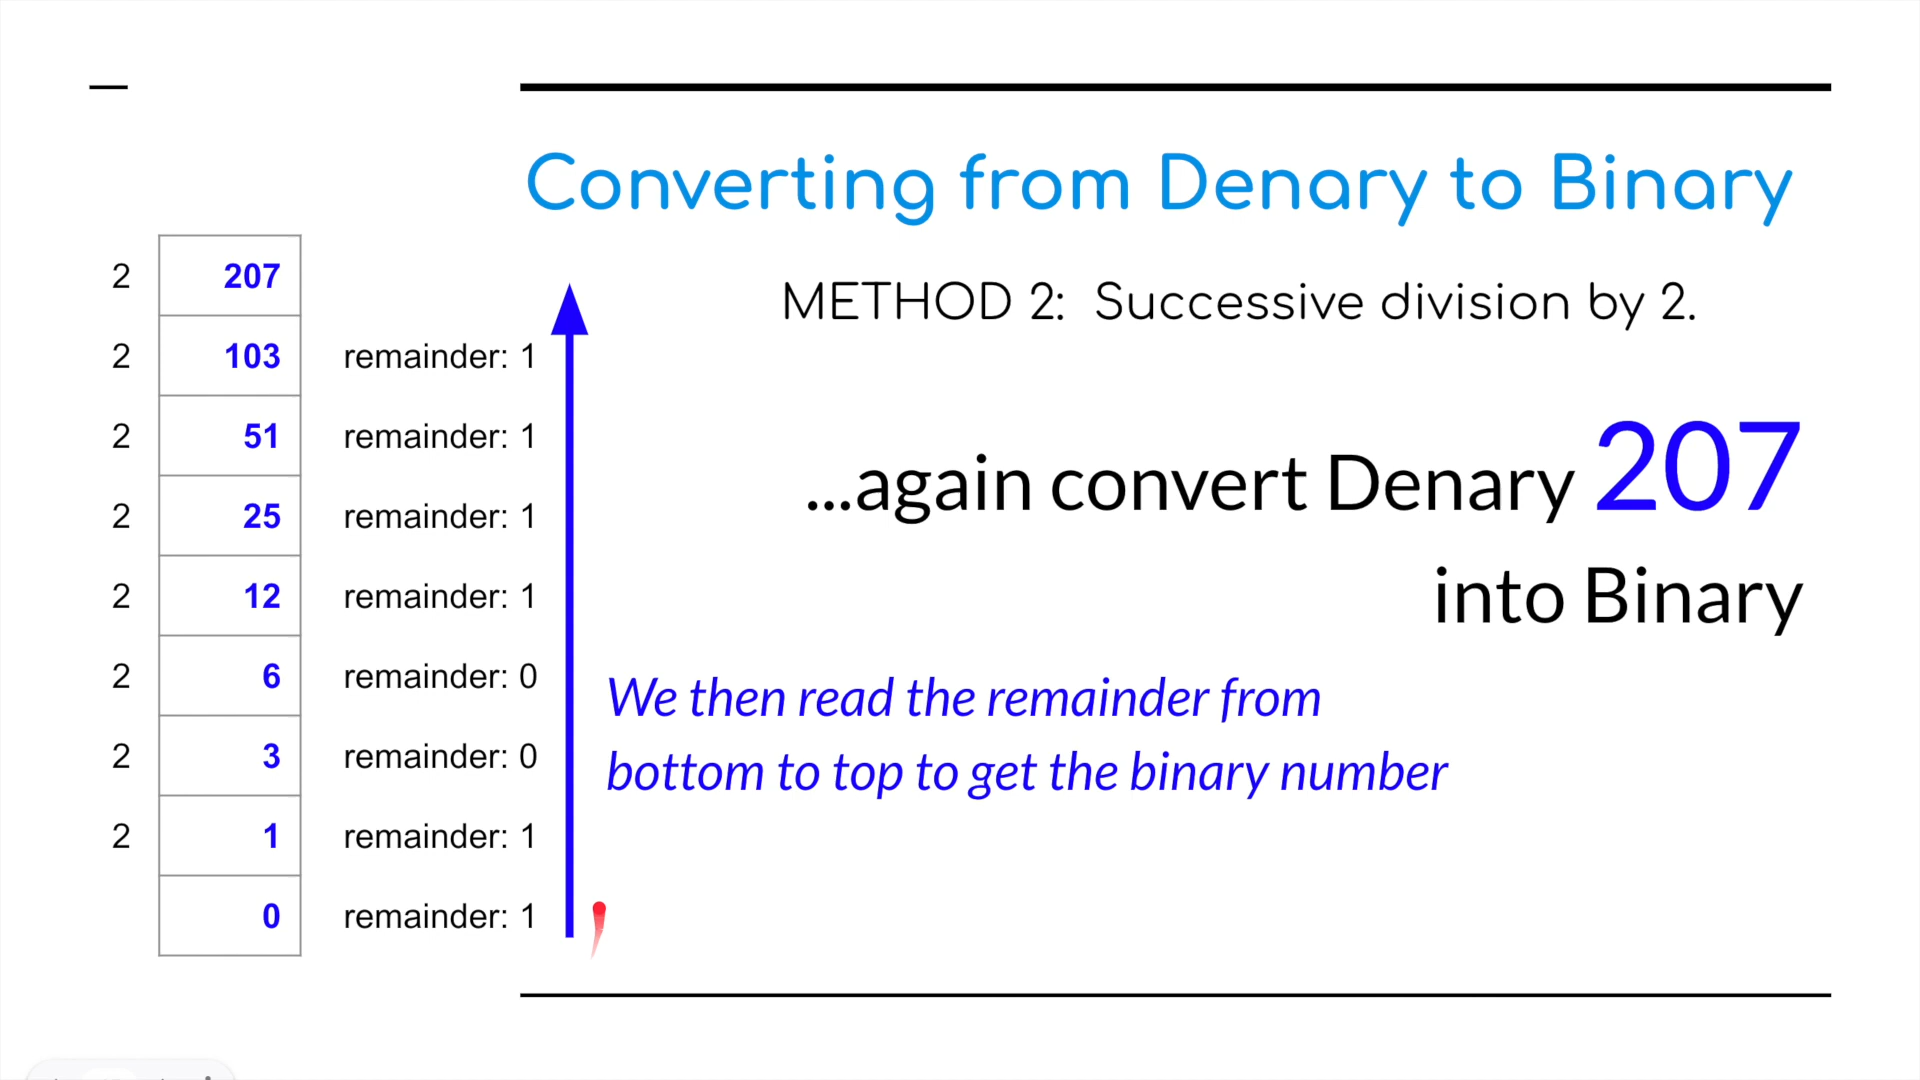 Converting from Denary to Binary
METHOD 2: Successive division by 2.
2 207
2 103 remainder: 1
2 51 remainder: 1
2 25 remainder: 1
2 12 remainder: 1
2 6 remainder: 0
2 3 remainder: 0
2 1 remainder: 1
0 remainder: 1
...again convert Denary 207
into Binary
We then read the remainder from
bottom to top to get the binary number